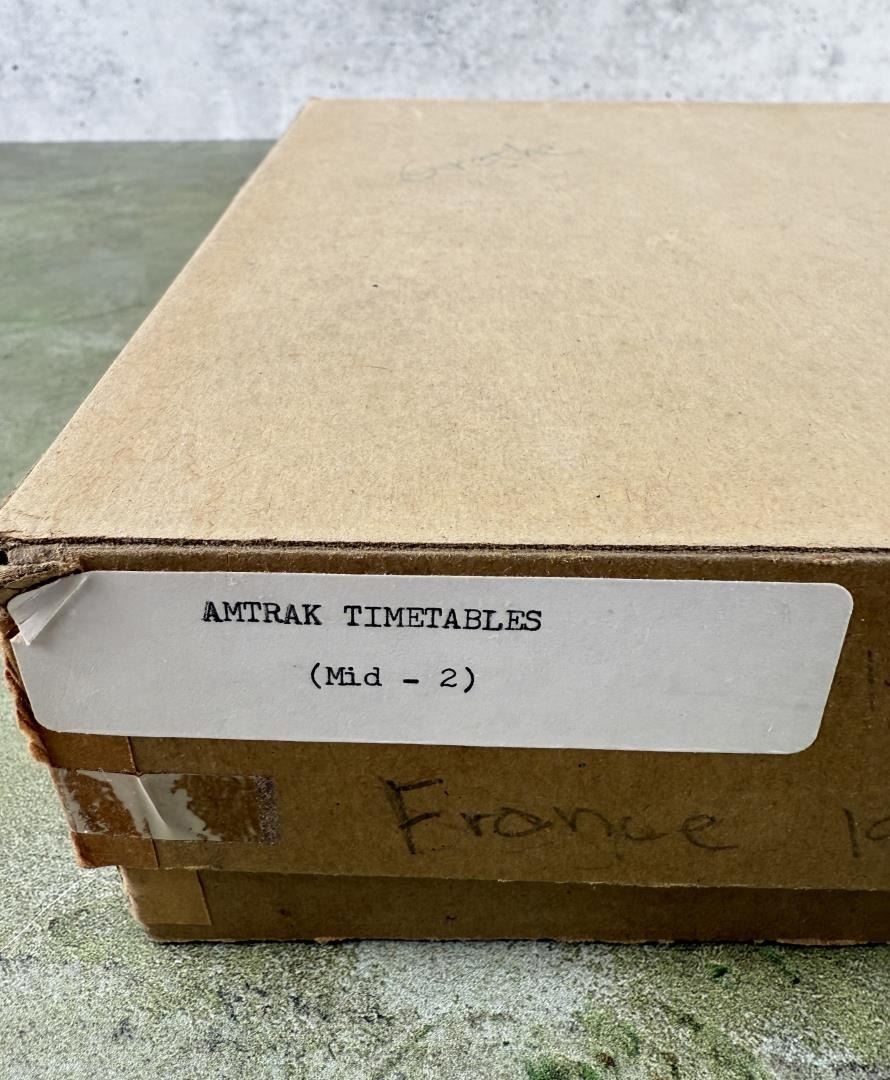 AMTRAK TIMETABLES
(Mid - 2)
France